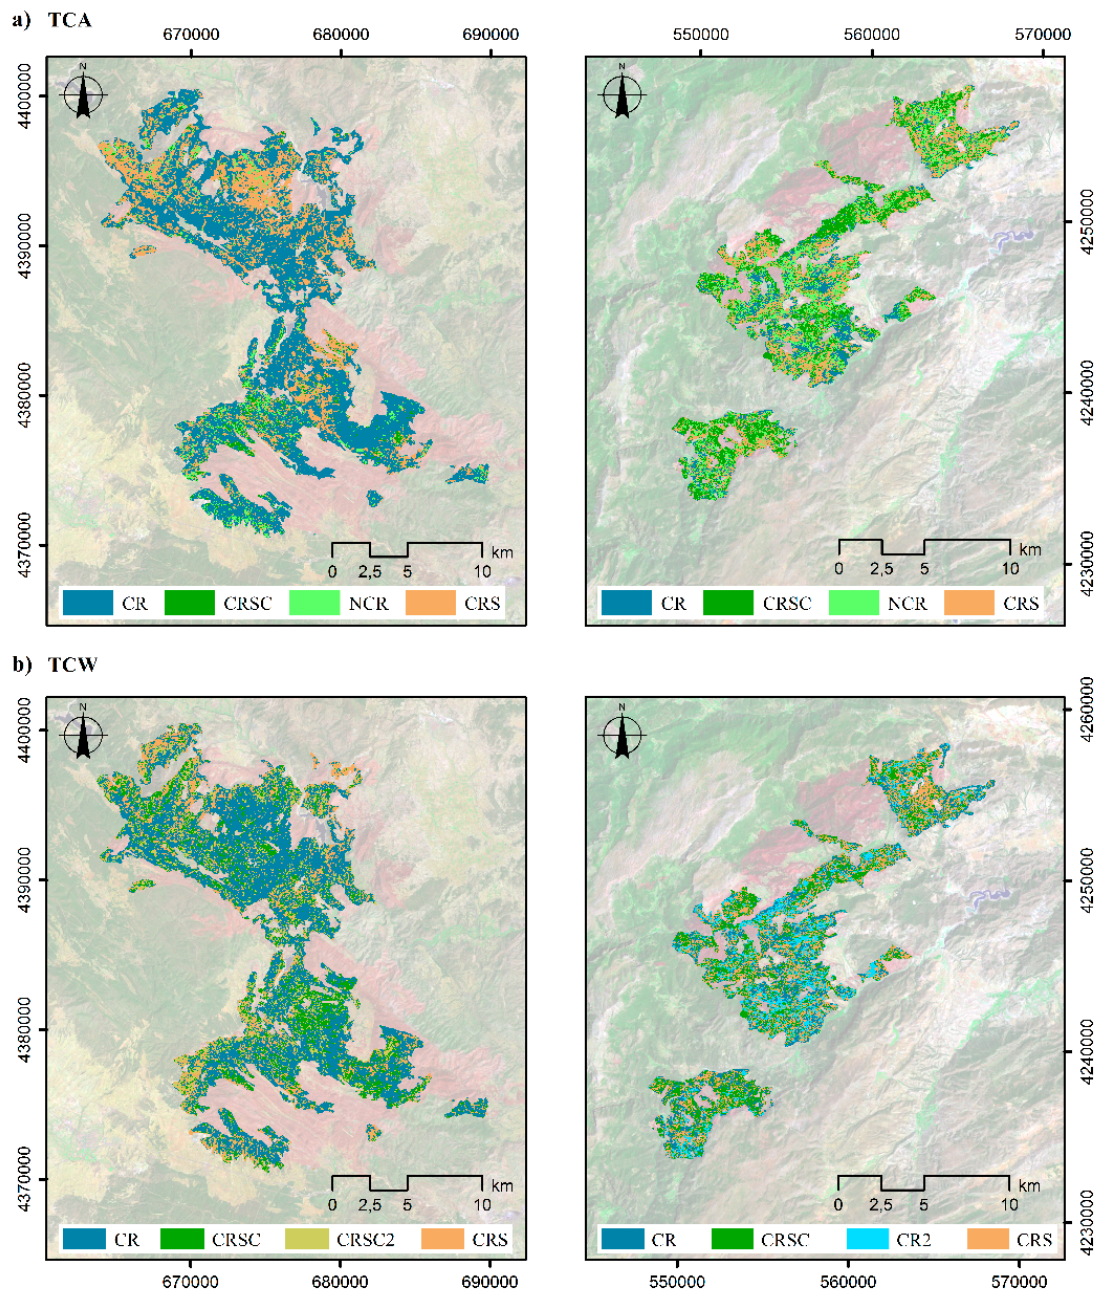 a) TCA
670000 680000 690000
550000 560000 570000
N
N
4400000
4390000
4380000
4370000
4250000
4240000
4230000
km
0 2,5 5 10
km
0 2,5 5 10
CR CRSC NCR CRS
CR CRSC NCR CRS
b) TCW
N
N
4400000
4390000
4380000
4370000
4260000
4250000
4240000
4230000
km
0 2,5 5 10
km
0 2,5 5 10
CR CRSC CRSC2 CRS
CR CRSC CR2 CRS
670000 680000 690000
550000 560000 570000